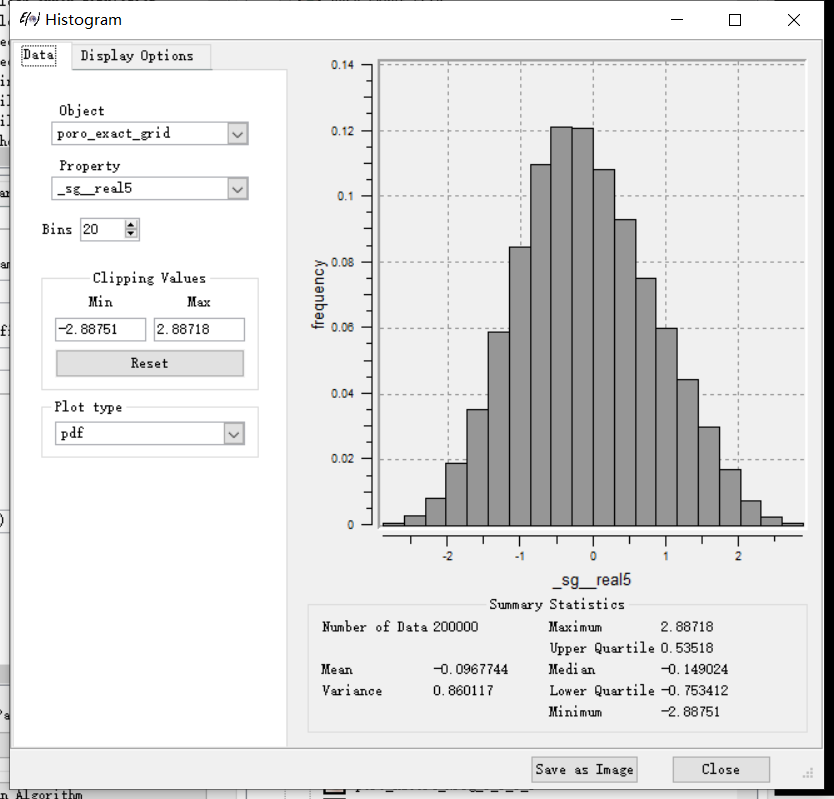 E(∂) Histogram
Data Display Options
Object
poro_exact_grid
Property
_sg__real5
Bins 20
Clipping Values
Min Max
-2.88751 2.88718
Reset
Plot type
pdf
0.14
0.12
0.1
0.08
0.06
0.04
0.02
0
frequency
-2 -1 0 1 2
_sg__real5
Summary Statistics
Number of Data 200000 Maximum 2.88718
Upper Quartile 0.53518
Mean -0.0967744 Median -0.149024
Variance 0.860117 Lower Quartile -0.753412
Minimum -2.88751
Save as Image Close
n Algorithm